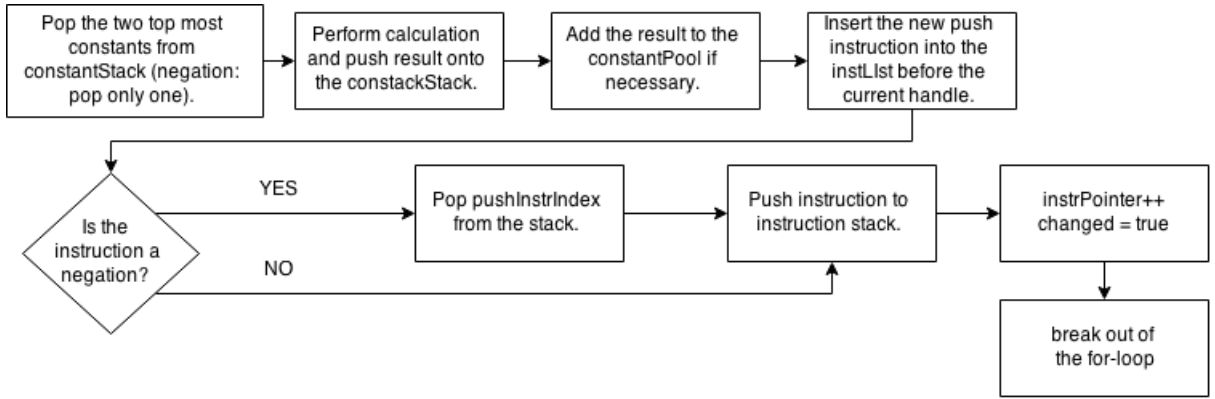 Pop the two top most
constants from
constantStack (negation:
pop only one).
Perform calculation
and push result onto
the constackStack.
Add the result to the
constantPool if
necessary.
Insert the new push
instruction into the
instLIst before the
current handle.
Is the
instruction a
negation?
YES
NO
Pop pushInstrIndex
from the stack.
Push instruction to
instruction stack.
instrPointer++
changed = true
break out of
the for-loop